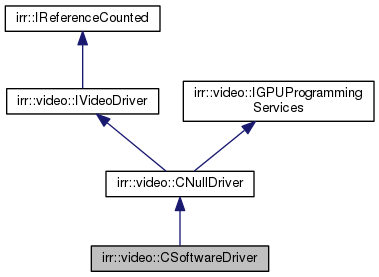 irr::IReferenceCounted
irr::video::IGPUProgramming
Services
irr::video::IVideoDriver
irr::video::CNullDriver
irr::video::CSoftwareDriver